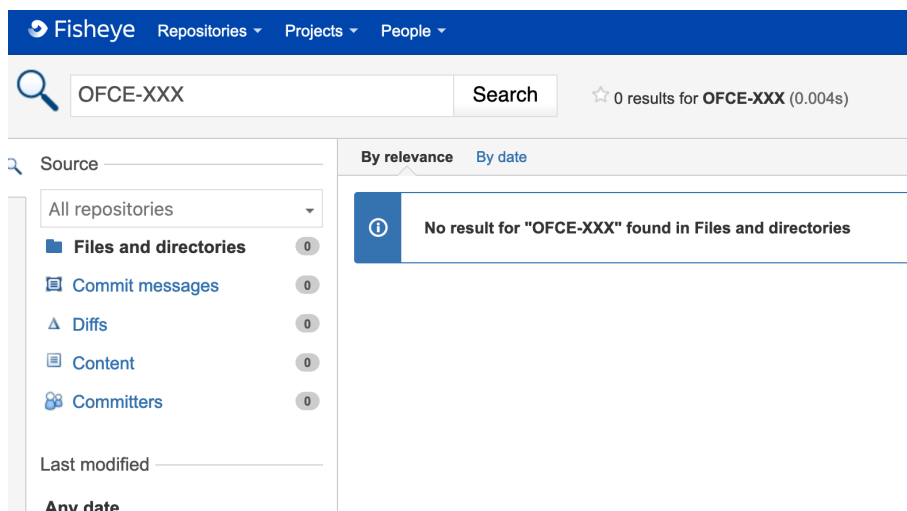 Fisheye Repositories Projects People
OFCE-XXX Search 0 results for OFCE-XXX (0.004s)
Source
All repositories
Files and directories 0
Commit messages 0
Diffs 0
Content 0
Committers 0
Last modified
Any date
By relevance By date
No result for "OFCE-XXX" found in Files and directories